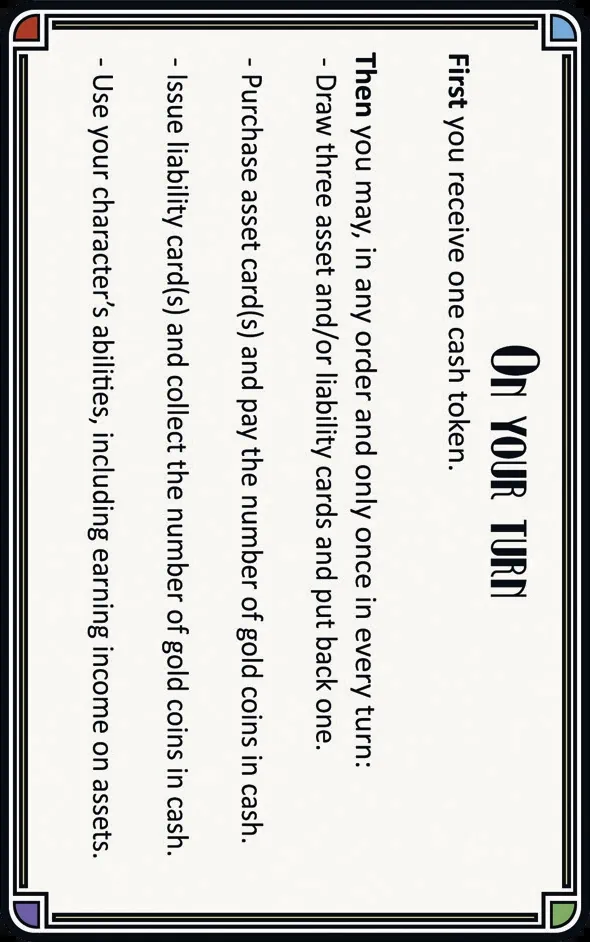 On your turn
First you receive one cash token.
Then you may, in any order and only once in every turn:
- Draw three asset and/or liability cards and put back one.
- Purchase asset card(s) and pay the number of gold coins in cash.
- Issue liability card(s) and collect the number of gold coins in cash.
- Use your character's abilities, including earning income on assets.